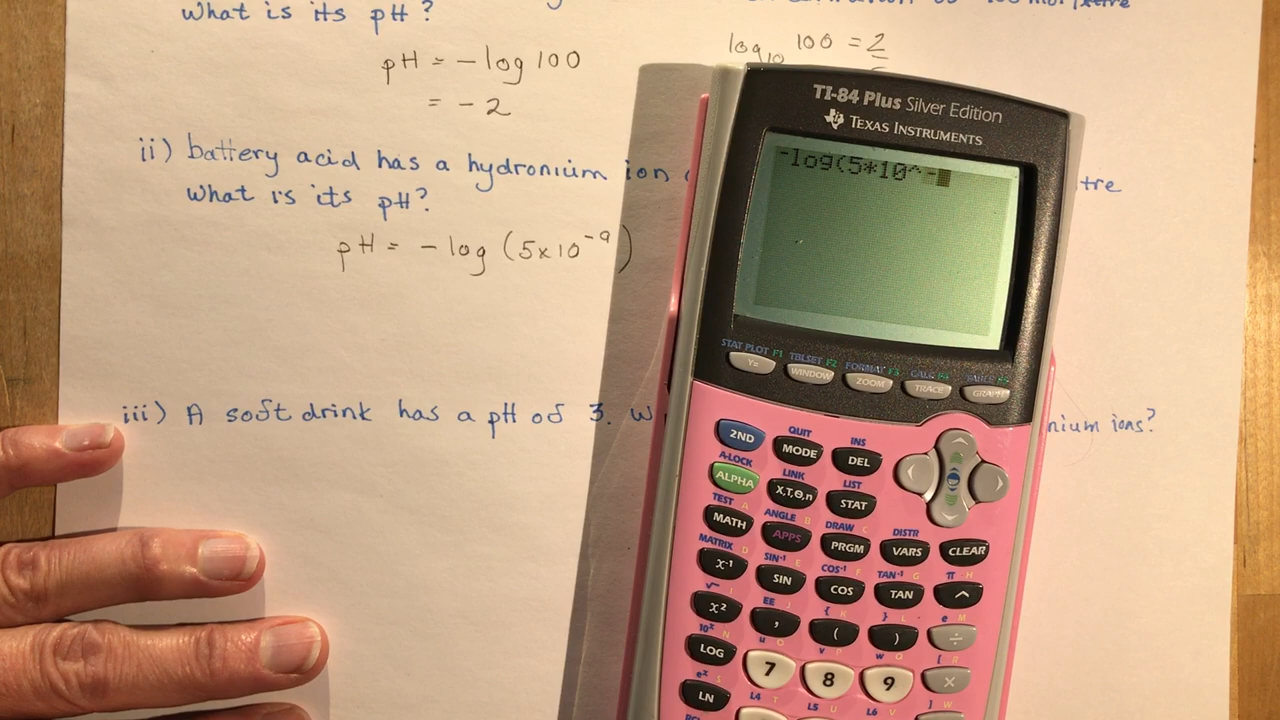 What is its pH?
pH = -log 100
log₁₀ 100 = 2
= -2
ii) battery acid has a hydronium ion
tre
What is its pH?
pH = -log (5x10⁻⁹)
iii) A soft drink has a pH of 3. W
nium ions?
TI-84 Plus Silver Edition
TEXAS INSTRUMENTS
-log(5*10^-
STAT PLOT F1 TBLSET F2 FORMAT F3 CALC F4 TABLE F5
Y= WINDOW ZOOM TRACE GRAPH
QUIT INS
2ND MODE DEL
A-LOCK LINK LIST
ALPHA X,T,Θ,n STAT
TEST A ANGLE B DRAW C DISTR
MATH APPS PRGM VARS CLEAR
MATRIX D SIN⁻¹ E COS⁻¹ F TAN⁻¹ G π H
X⁻¹ SIN COS TAN ^
√ I EE J { K } L e M
X² , ( ) ÷
10ˣ N u O v P w Q [ R
LOG 7 8 9 ×
eˣ S L4 T L5 U L6 V ] W
LN